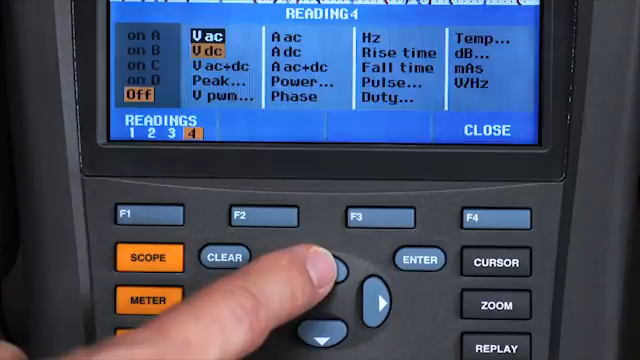 READING4
on A
on B
on C
on D
Off
V ac
V dc
V ac+dc
Peak...
V pwm...
A ac
A dc
A ac+dc
Power...
Phase
Hz
Rise time
Fall time
Pulse...
Duty...
Temp...
dB...
mAs
V/Hz
READINGS
1 2 3 4
CLOSE
F1
F2
F3
F4
SCOPE
CLEAR
ENTER
CURSOR
METER
ZOOM
REPLAY